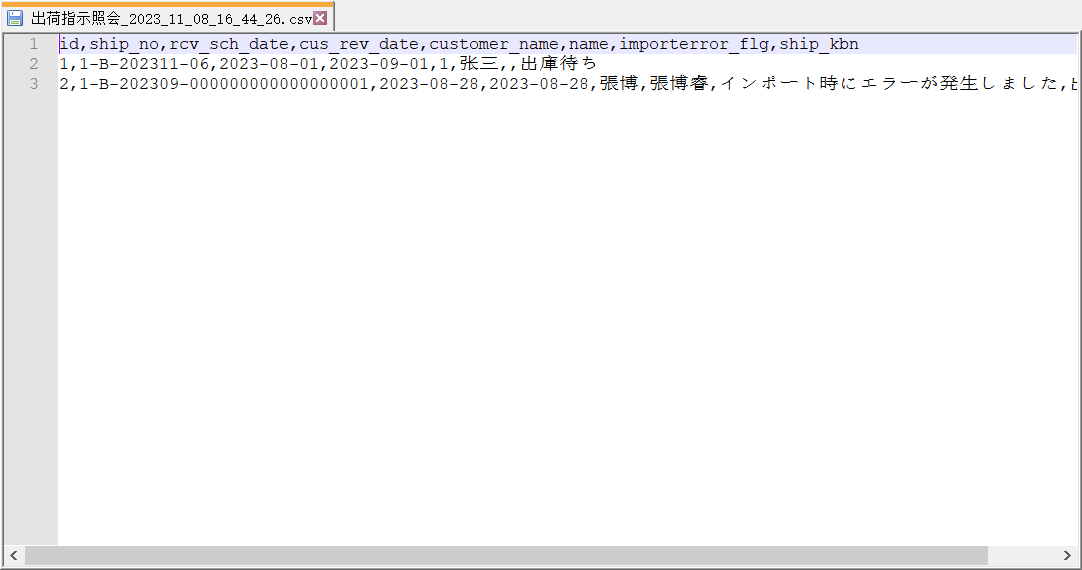 出荷指示照会_2023_11_08_16_44_26.csv
1 id,ship_no,rcv_sch_date,cus_rev_date,customer_name,name,importerror_flg,ship_kbn
2 1,1-B-202311-06,2023-08-01,2023-09-01,1,张三,,出庫待ち
3 2,1-B-202309-000000000000000001,2023-08-28,2023-08-28,張博,張博睿,インポート時にエラーが発生しました,